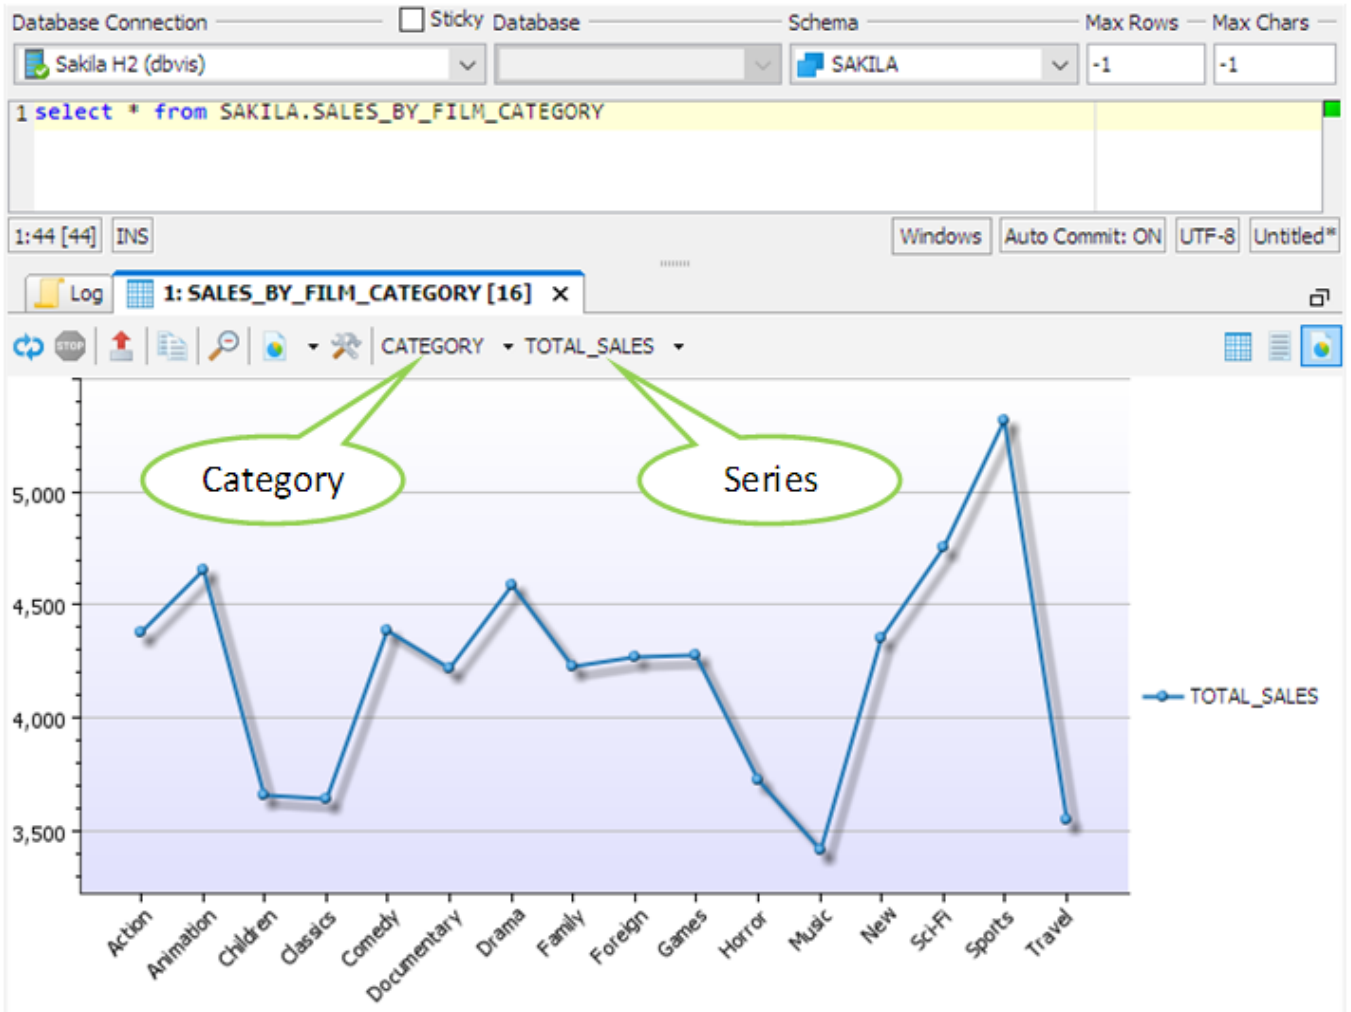 Database Connection Sticky Database Schema Max Rows Max Chars
Sakila H2 (dbvis) SAKILA -1 -1
1 select * from SAKILA.SALES_BY_FILM_CATEGORY
1:44 [44] INS Windows Auto Commit: ON UTF-8 Untitled*
Log 1: SALES_BY_FILM_CATEGORY [16]
STOP CATEGORY TOTAL_SALES
Category Series
5,000
4,500
4,000
3,500
TOTAL_SALES
Action Animation Children Classics Comedy Documentary Drama Family Foreign Games Horror Music New Sci-Fi Sports Travel